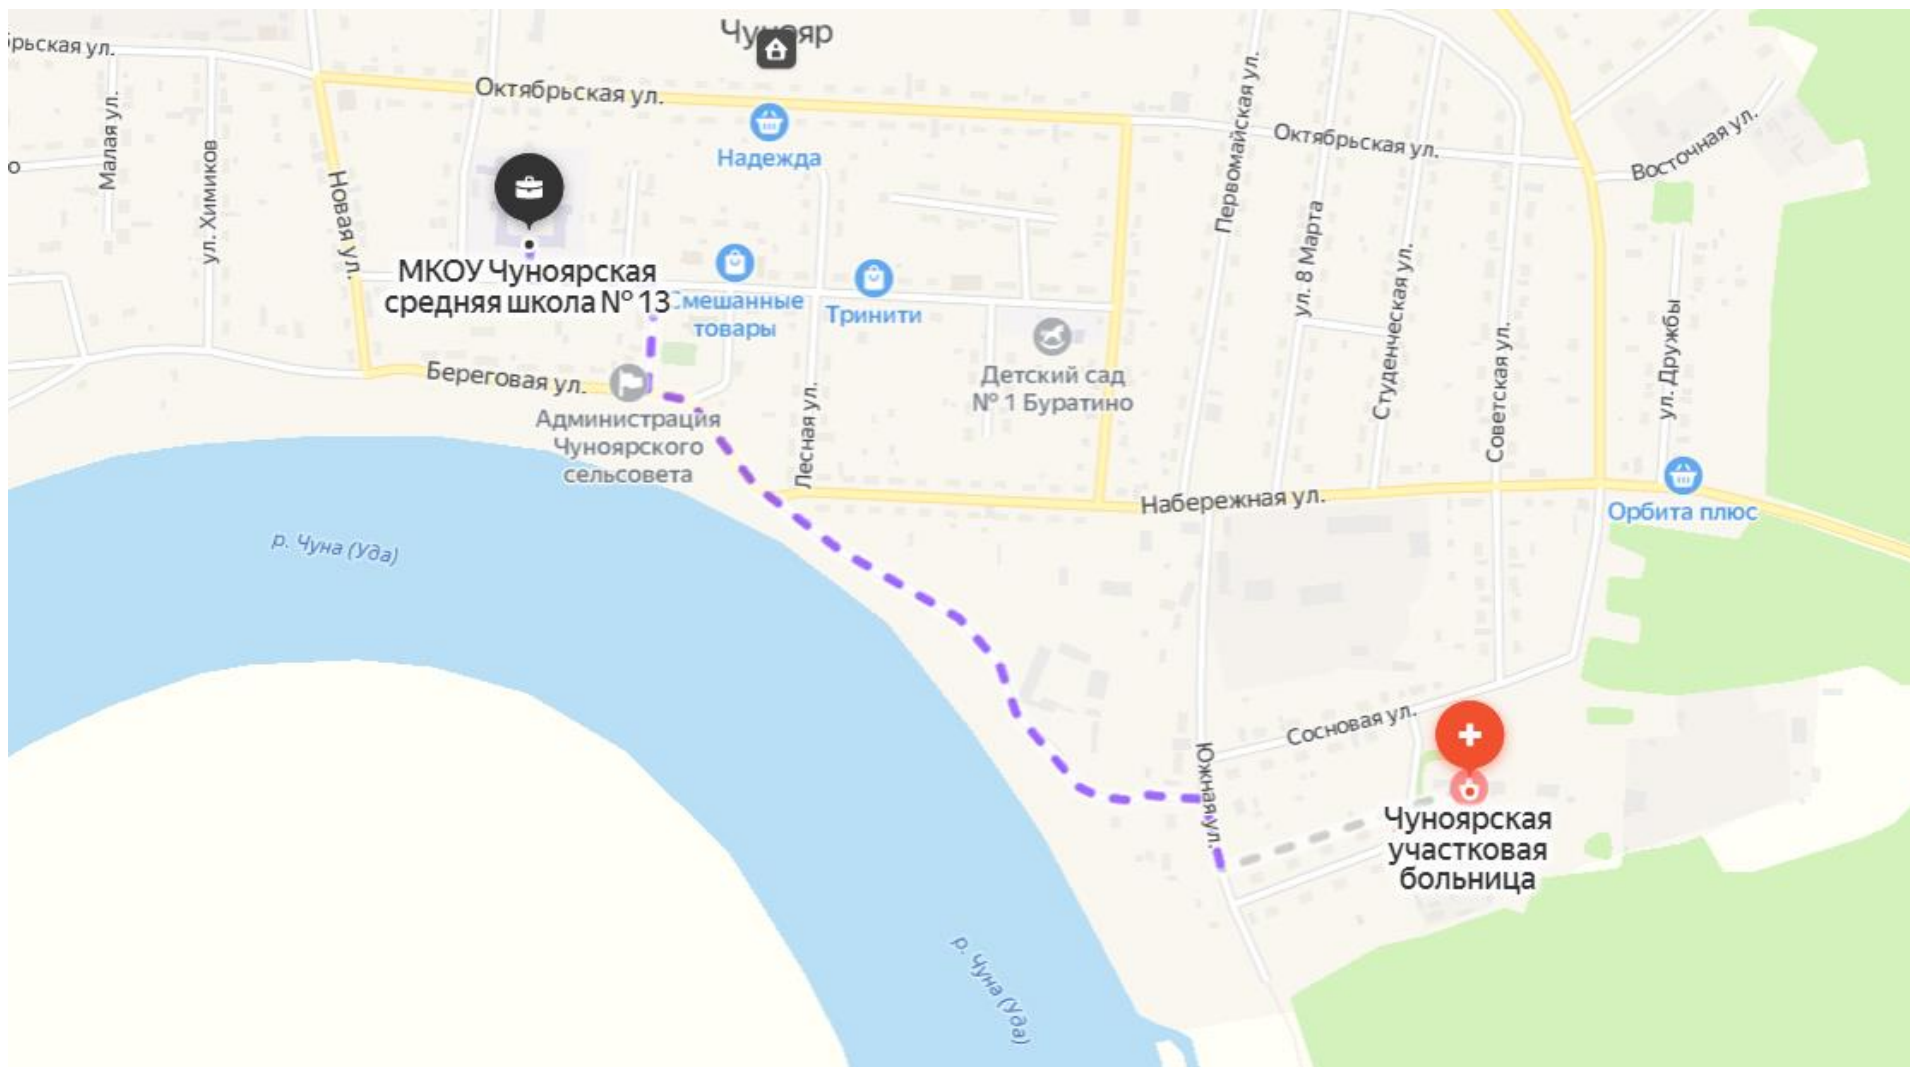 Чунояр
брьская ул.
Октябрьская ул.
Малая ул.
ул. Химиков
Новая ул.
Надежда
Первомайская ул.
Октябрьская ул.
Восточная ул.
о
МКОУ Чуноярская
средняя школа № 13
Смешанные
товары
Тринити
ул. 8 Марта
Студенческая ул.
Советская ул.
ул. Дружбы
Береговая ул.
Детский сад
№ 1 Буратино
Лесная ул.
Администрация
Чуноярского
сельсовета
Набережная ул.
Орбита плюс
р. Чуна (Уда)
Сосновая ул.
Южная ул.
Чуноярская
участковая
больница
р. Чуна (Уда)